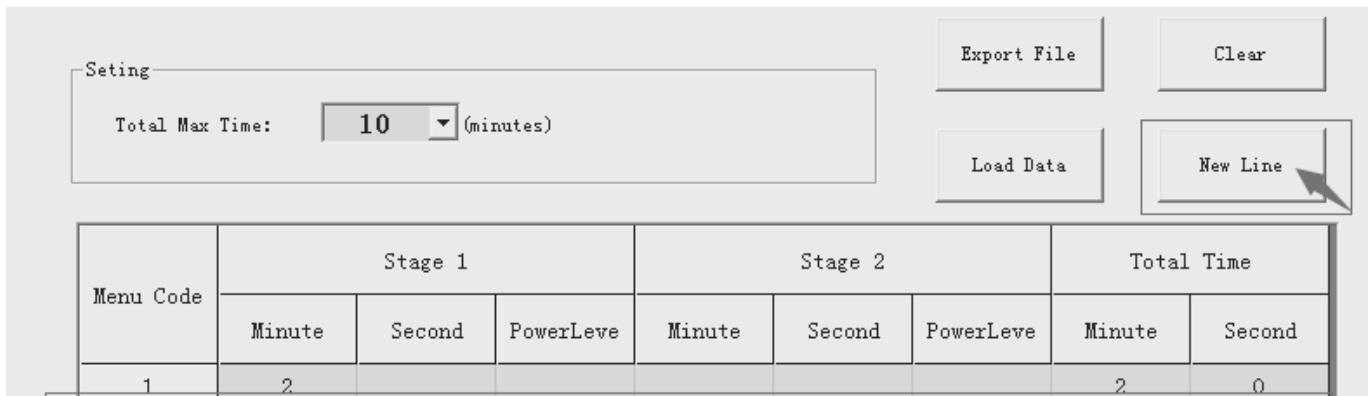 Export File
Clear
Seting
Total Max Time:
10
(minutes)
Load Data
New Line
Menu Code
Stage 1
Stage 2
Total Time
Minute
Second
PowerLeve
Minute
Second
PowerLeve
Minute
Second
1
2
2
0